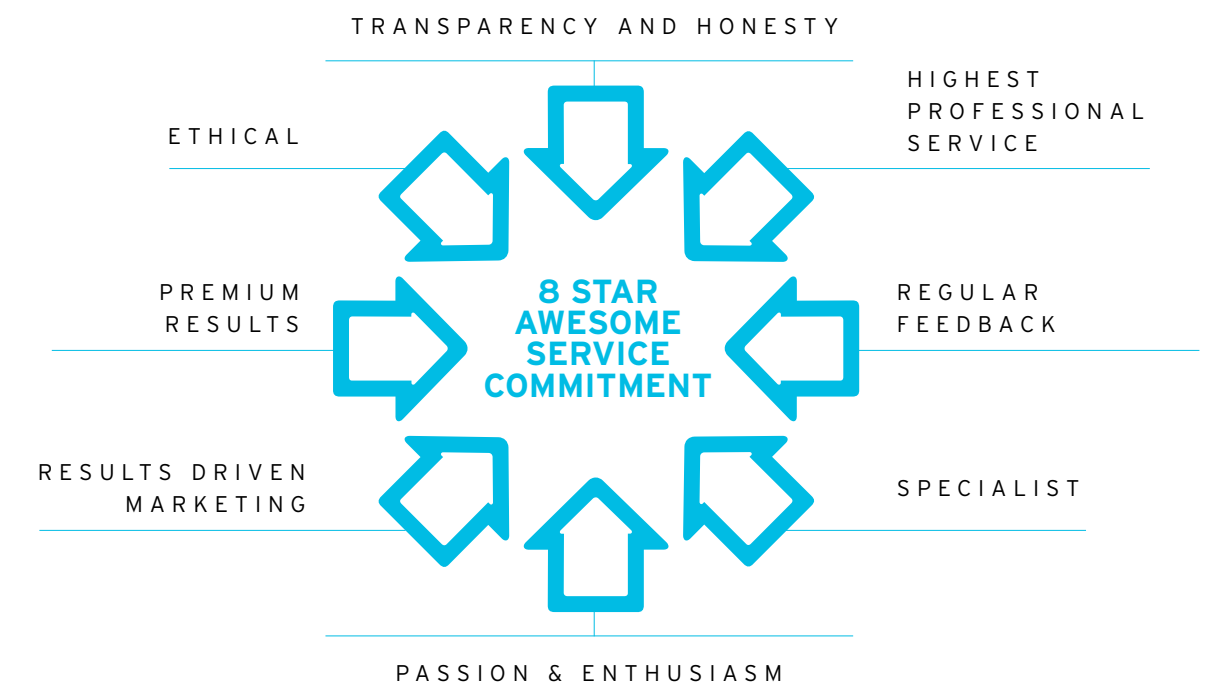 TRANSPARENCY AND HONESTY
HIGHEST
PROFESSIONAL
SERVICE
ETHICAL
PREMIUM
RESULTS
8 STAR
AWESOME
SERVICE
COMMITMENT
REGULAR
FEEDBACK
RESULTS DRIVEN
MARKETING
SPECIALIST
PASSION & ENTHUSIASM